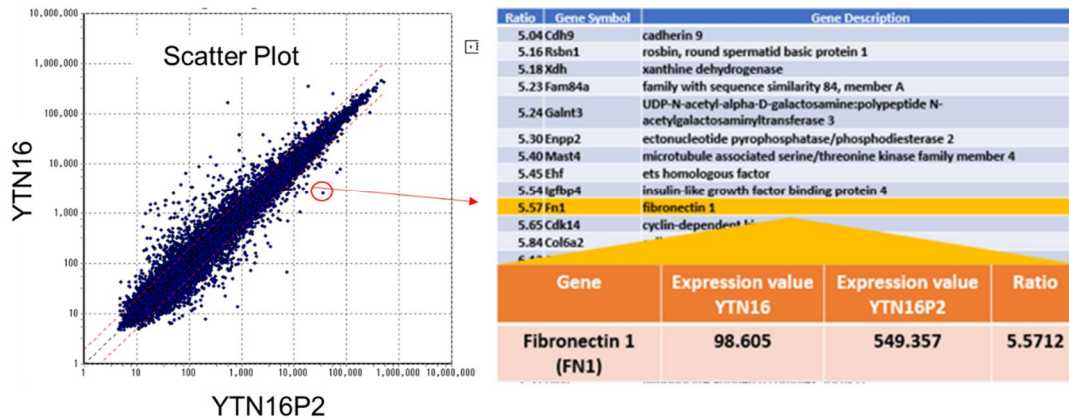 Scatter Plot
YTN16
10,000,000
1,000,000
100,000
10,000
1,000
100
10
1
1 10 100 1,000 10,000 100,000 1,000,000 10,000,000
YTN16P2
Ratio Gene Symbol Gene Description
5.04 Cdh9 cadherin 9
5.16 Rsbn1 rosbin, round spermatid basic protein 1
5.18 Xdh xanthine dehydrogenase
5.23 Fam84a family with sequence similarity 84, member A
5.24 Galnt3 UDP-N-acetyl-alpha-D-galactosamine:polypeptide N-
acetylgalactosaminyltransferase 3
5.30 Enpp2 ectonucleotide pyrophosphatase/phosphodiesterase 2
5.40 Mast4 microtubule associated serine/threonine kinase family member 4
5.45 Ehf ets homologous factor
5.54 Igfbp4 insulin-like growth factor binding protein 4
5.57 Fn1 fibronectin 1
5.65 Cdk14 cyclin-dependent
5.84 Col6a2
Gene Expression value Expression value Ratio
YTN16 YTN16P2
Fibronectin 1 98.605 549.357 5.5712
(FN1)